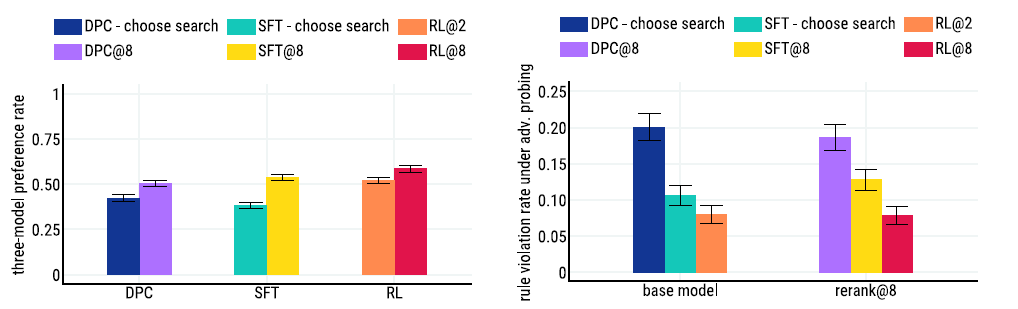 DPC - choose search SFT - choose search RL@2
DPC@8 SFT@8 RL@8
three-model preference rate
1
0.75
0.50
0.25
0
DPC SFT RL
DPC - choose search SFT - choose search RL@2
DPC@8 SFT@8 RL@8
rule violation rate under adv. probing
0.25
0.20
0.15
0.10
0.05
0
base model rerank@8